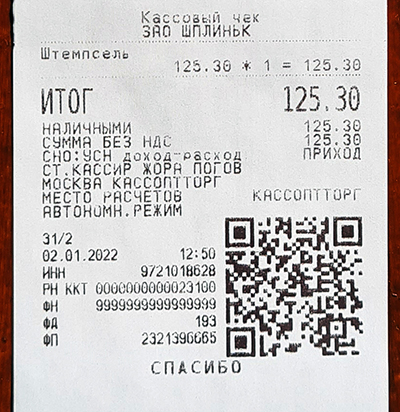 Кассовый чек
ЗАО ШПЛИНЬК
Штемпсель
125.30 * 1 = 125.30
ИТОГ 125.30
НАЛИЧНЫМИ 125.30
СУММА БЕЗ НДС 125.30
СНО:УСН доход-расход ПРИХОД
СТ.КАССИР ЖОРА ПОГОВ
МОСКВА КАССОПТТОРГ
МЕСТО РАСЧЕТОВ КАССОПТТОРГ
АВТОНОМН.РЕЖИМ
31/2
02.01.2022 12:50
ИНН 9721018628
РН ККТ 0000000000023100
ФН 9999999999999999
ФД 193
ФП 2321396665
СПАСИБО